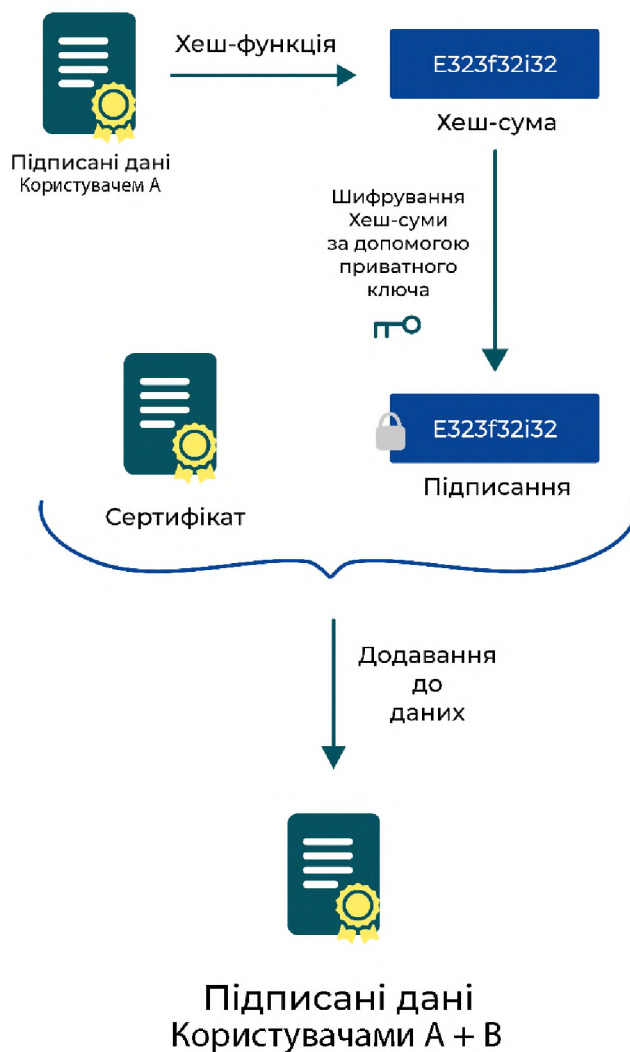 Хеш-функція
E323f32i32
Хеш-сума
Підписані дані
Користувачем А
Шифрування
Хеш-суми
за допомогою
приватного
ключа
E323f32i32
Підписання
Сертифікат
Додавання
до
даних
Підписані дані
Користувачами А + В